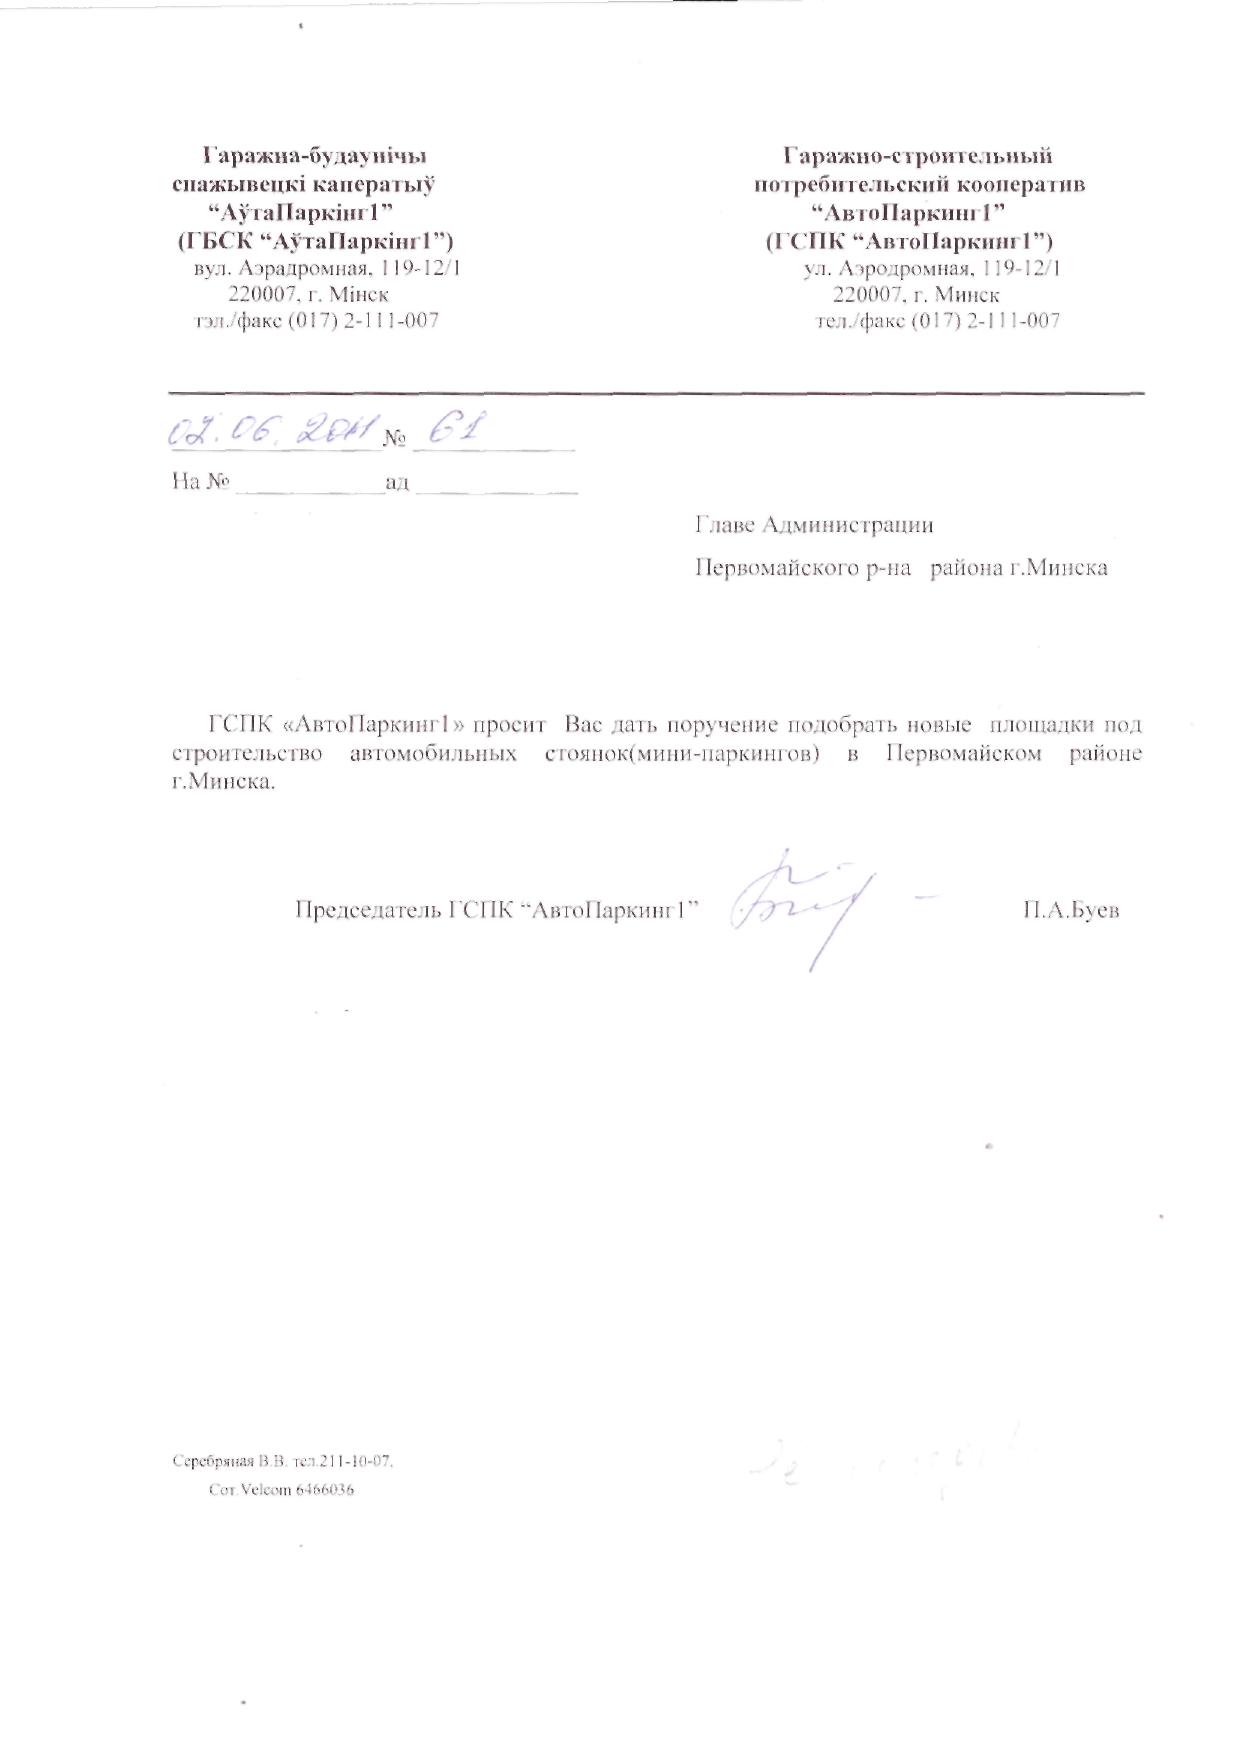 Гаражна-будаунічы
спажывецкі каператыў
“АўтаПаркінг1”
(ГБСК “АўтаПаркінг1”)
вул. Аэрадромная, 119-12/1
220007, г. Мінск
тэл./факс (017) 2-111-007
Гаражно-строительный
потребительский кооператив
“АвтоПаркинг1”
(ГСПК “АвтоПаркинг1”)
ул. Аэродромная, 119-12/1
220007, г. Минск
тел./факс (017) 2-111-007
02.06.2011 № 61
На № ____________ ад _____________
Главе Администрации
Первомайского р-на района г.Минска
ГСПК «АвтоПаркинг1» просит Вас дать поручение подобрать новые площадки под
строительство автомобильных стоянок(мини-паркингов) в Первомайском районе
г.Минска.
Председатель ГСПК “АвтоПаркинг1” П.А.Буев
Серебряная В.В. тел.211-10-07.
Сот.Velcom 6466036